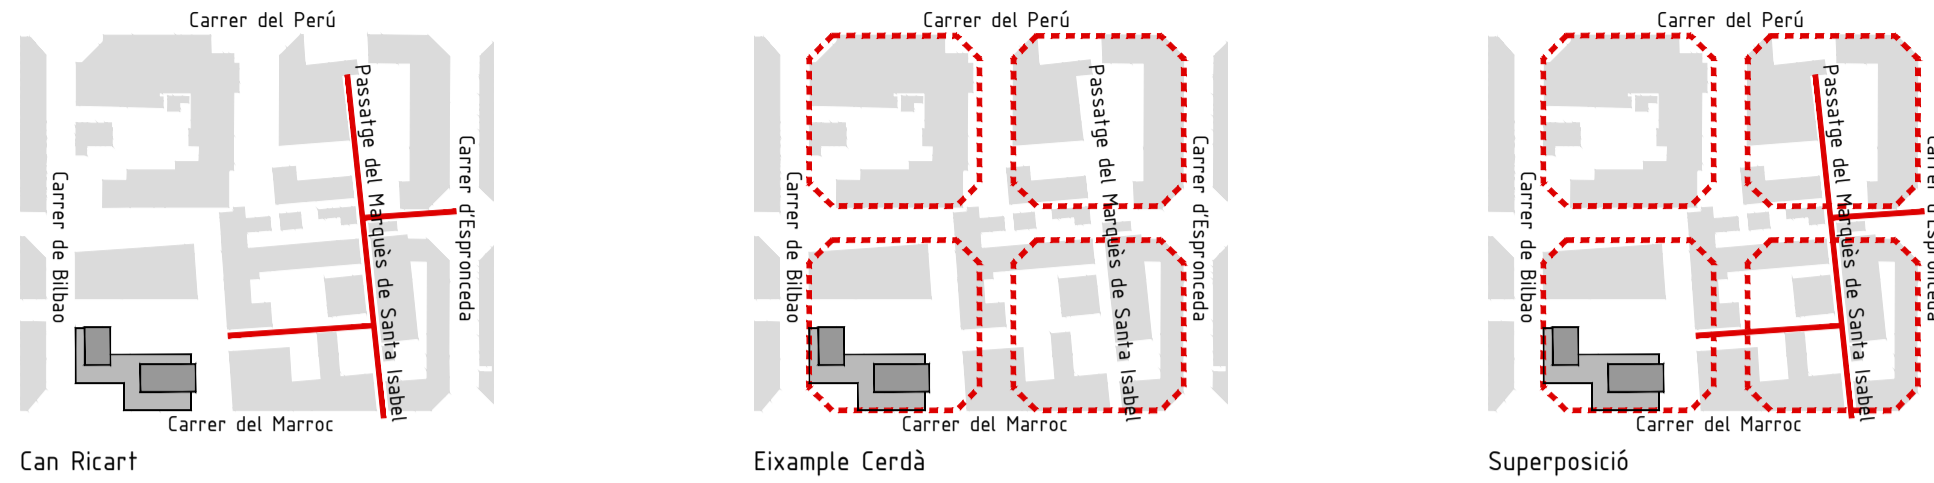 Carrer del Perú
Passatge del Marquès de Santa Isabel
Carrer d'Espronceda
Carrer de Bilbao
Carrer del Marroc
Can Ricart
Carrer del Perú
Passatge del Marquès de Santa Isabel
Carrer d'Espronceda
Carrer de Bilbao
Carrer del Marroc
Eixample Cerdà
Carrer del Perú
Passatge del Marquès de Santa Isabel
Carrer d'Espronceda
Carrer de Bilbao
Carrer del Marroc
Superposició